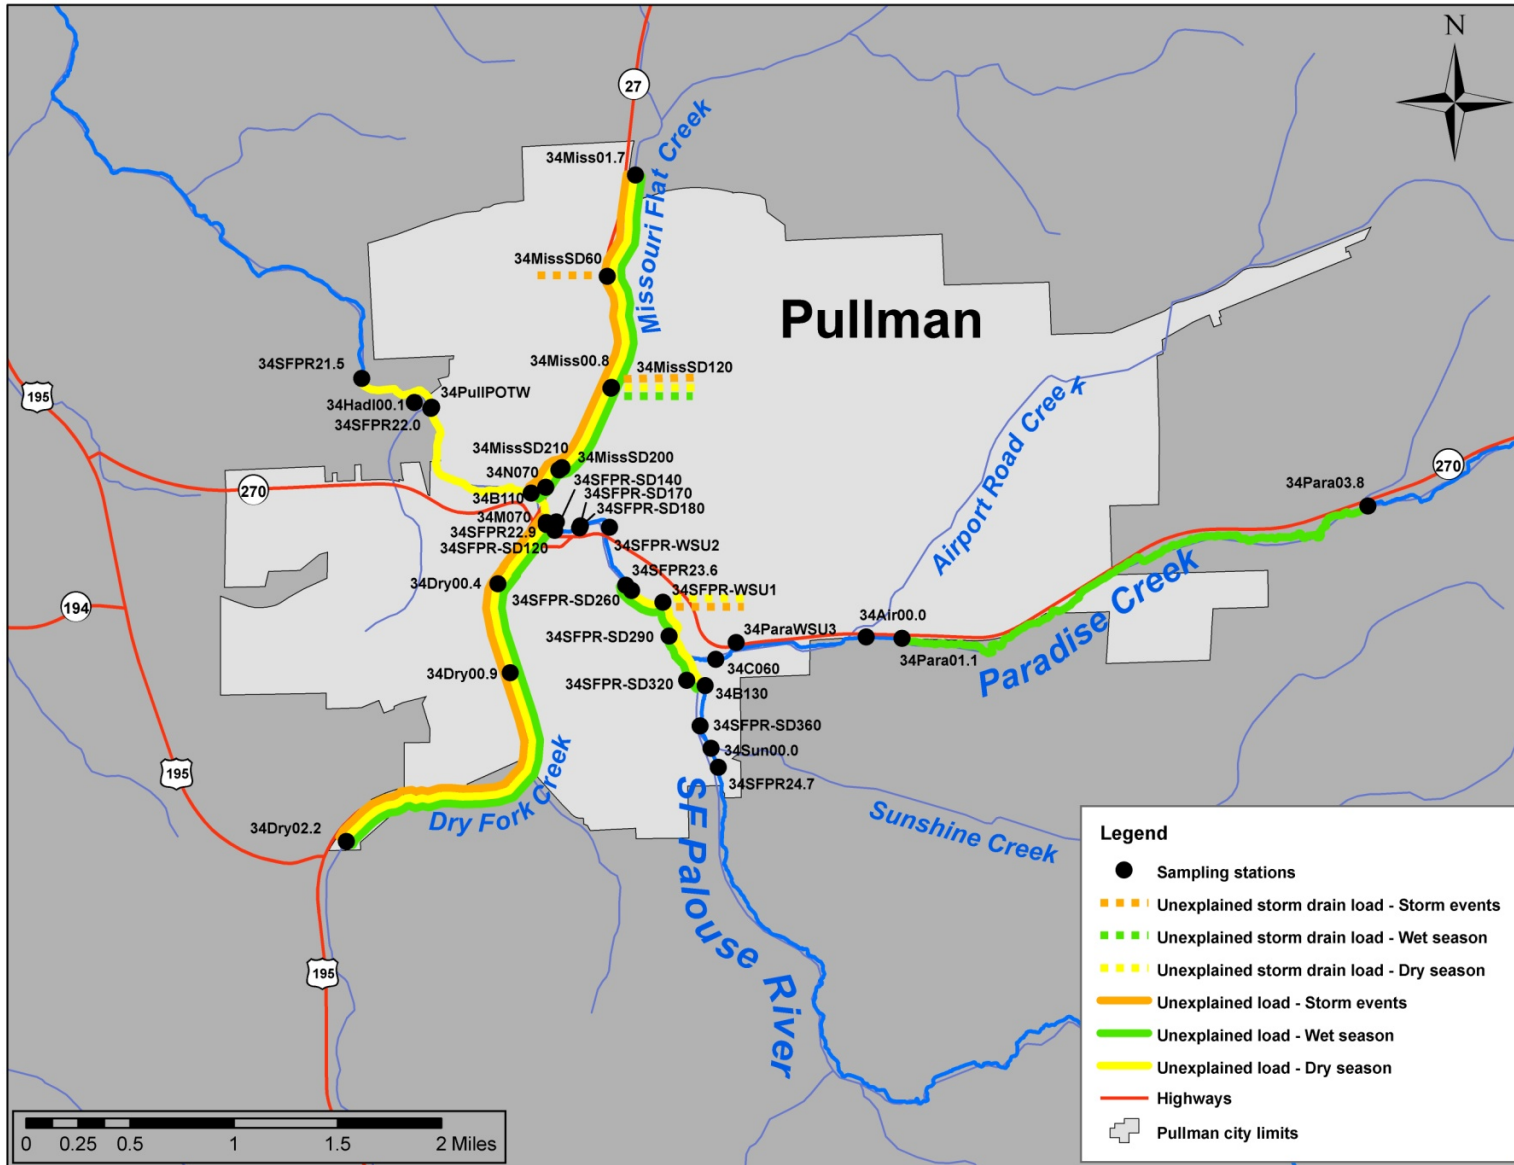 N
27
Missouri Flat Creek
34Miss01.7
34MissSD60
Pullman
34Miss00.8
34MissSD120
34SFPR21.5
34PullPOTW
34Hadl00.1
34SFPR22.0
195
34MissSD210
34MissSD200
34N070
34SFPR-SD140
34SFPR-SD170
34B110
34SFPR-SD180
34M070
34SFPR22.9
34SFPR-SD120
34SFPR-WSU2
270
270
34Para03.8
Airport Road Creek
34Dry00.4
34SFPR23.6
34SFPR-SD260
34SFPR-WSU1
194
34Air00.0
34SFPR-SD290
34ParaWSU3
34Para01.1
Paradise Creek
34C060
34Dry00.9
34SFPR-SD320
34B130
34SFPR-SD360
34Sun00.0
34SFPR24.7
195
Dry Fork Creek
34Dry02.2
SF Palouse River
Sunshine Creek
195
Legend
Sampling stations
Unexplained storm drain load - Storm events
Unexplained storm drain load - Wet season
Unexplained storm drain load - Dry season
Unexplained load - Storm events
Unexplained load - Wet season
Unexplained load - Dry season
Highways
Pullman city limits
0 0.25 0.5 1 1.5 2 Miles